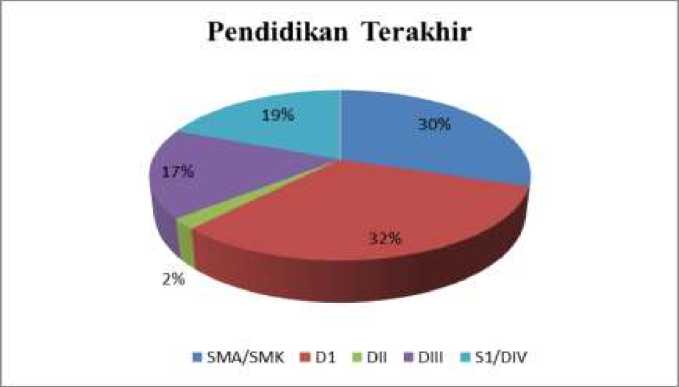 Pendidikan Terakhir
19%
30%
17%
32%
2%
SMA/SMK D1 DII DIII S1/DIV